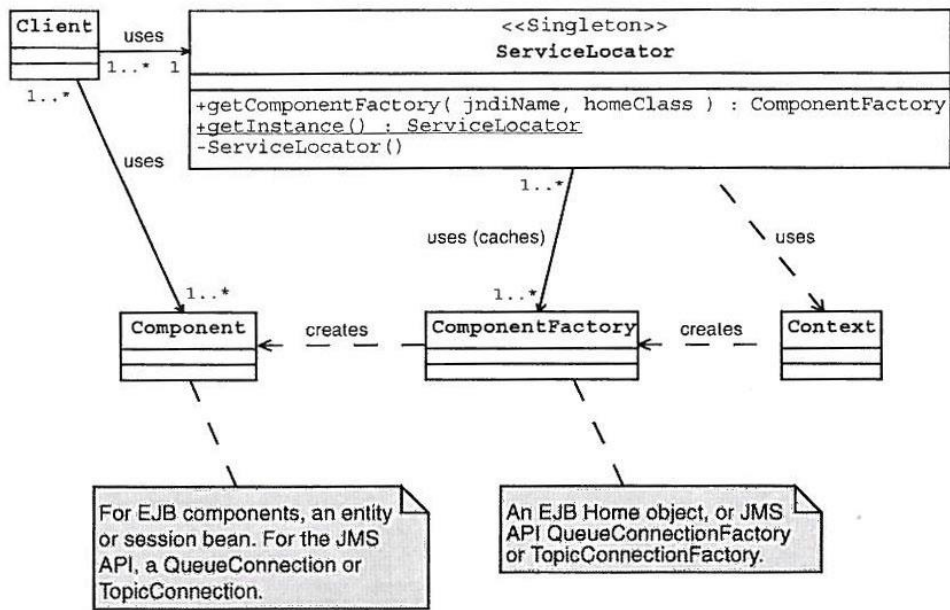 Client
uses
1..* 1
1..*
<<Singleton>>
ServiceLocator
+getComponentFactory( jndiName, homeClass ) : ComponentFactory
+getInstance() : ServiceLocator
-ServiceLocator()
uses
1..*
uses (caches)
uses
1..*
1..*
Component
creates
ComponentFactory
creates
Context
For EJB components, an entity
or session bean. For the JMS
API, a QueueConnection or
TopicConnection.
An EJB Home object, or JMS
API QueueConnectionFactory
or TopicConnectionFactory.